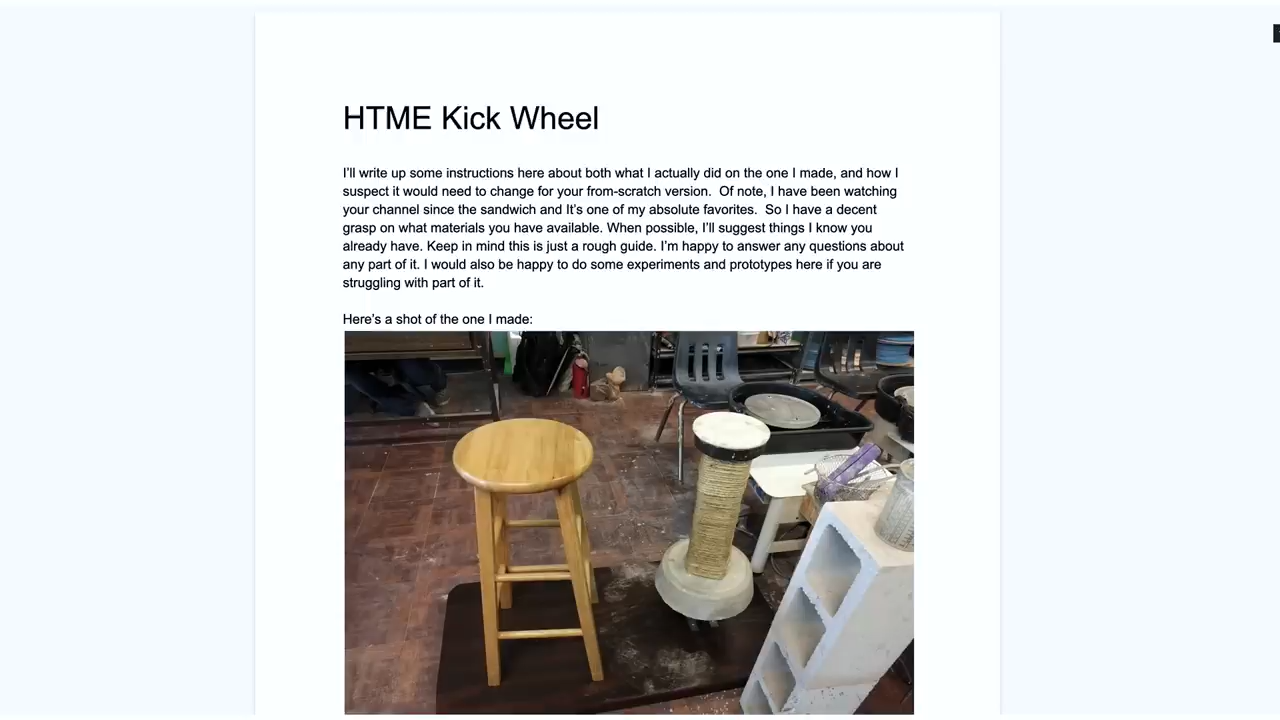 HTME Kick Wheel
I’ll write up some instructions here about both what I actually did on the one I made, and how I
suspect it would need to change for your from-scratch version.  Of note, I have been watching
your channel since the sandwich and It’s one of my absolute favorites.  So I have a decent
grasp on what materials you have available. When possible, I’ll suggest things I know you
already have. Keep in mind this is just a rough guide. I’m happy to answer any questions about
any part of it. I would also be happy to do some experiments and prototypes here if you are
struggling with part of it.
Here’s a shot of the one I made: